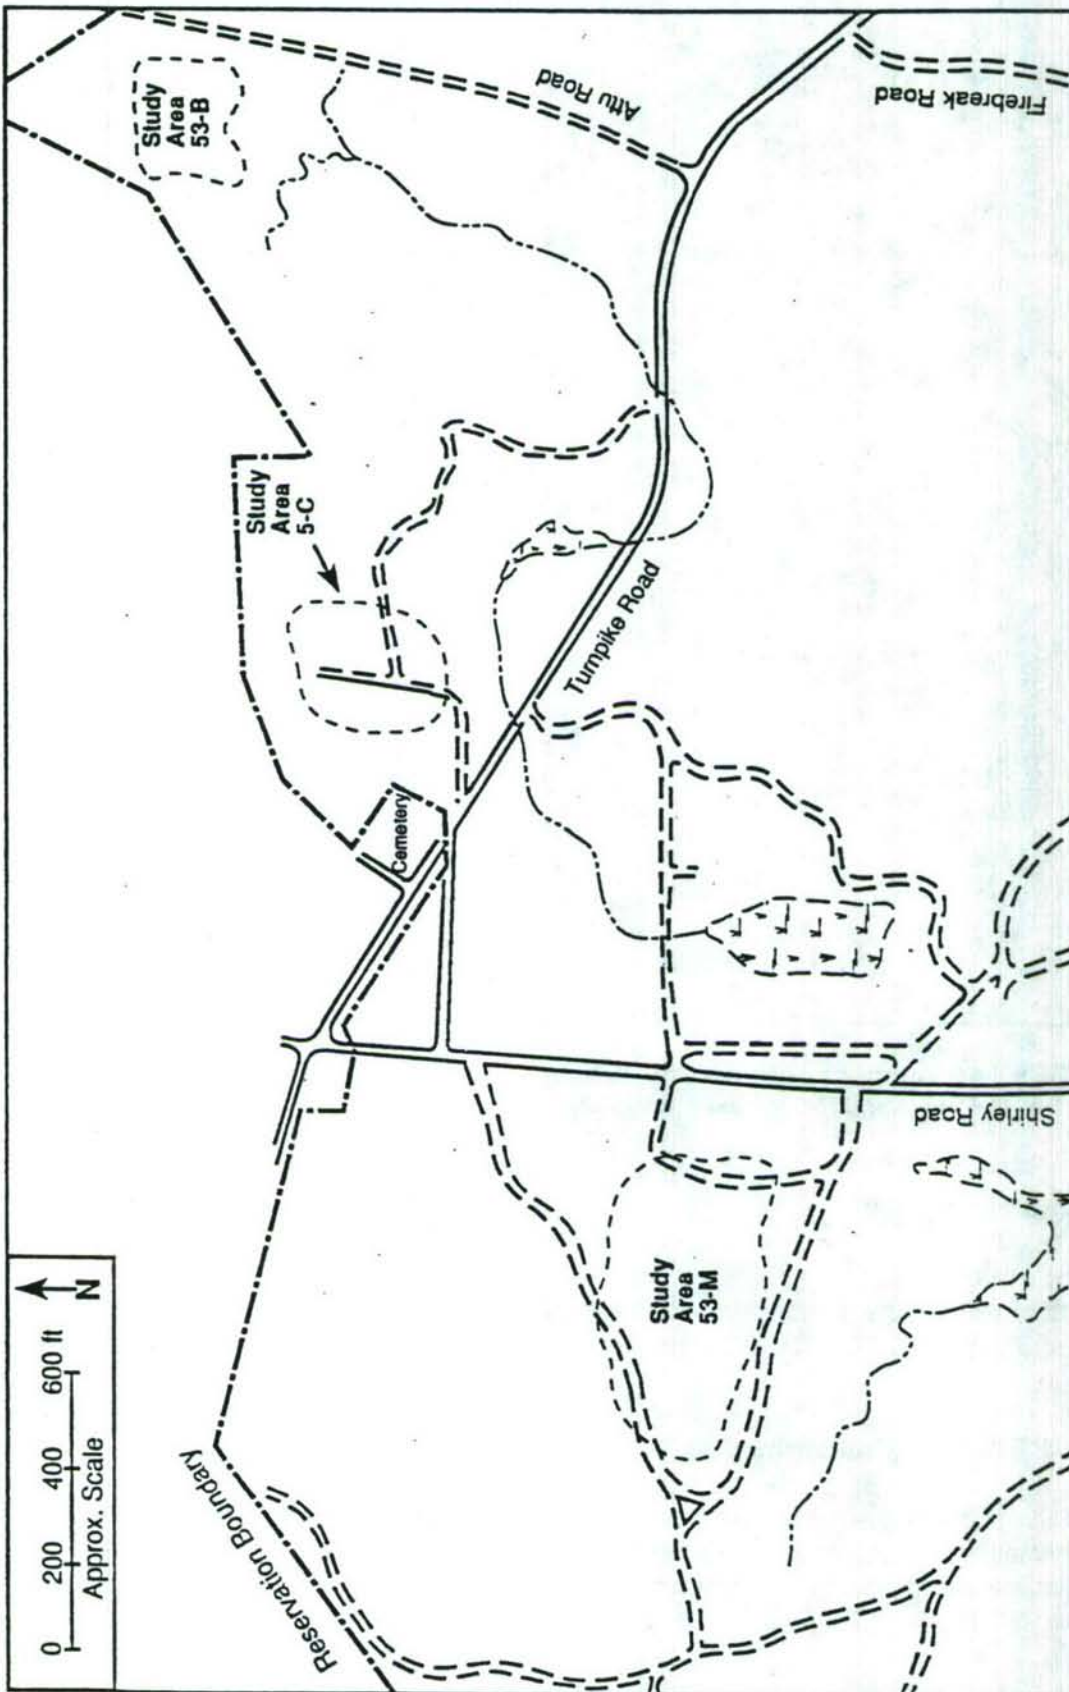 0 200 400 600 ft
Approx. Scale
N
Reservation Boundary
Study
Area
53-M
Shirley Road
Cemetery
Study
Area
5-C
Turnpike Road
Study
Area
53-B
Attu Road
Firebreak Road